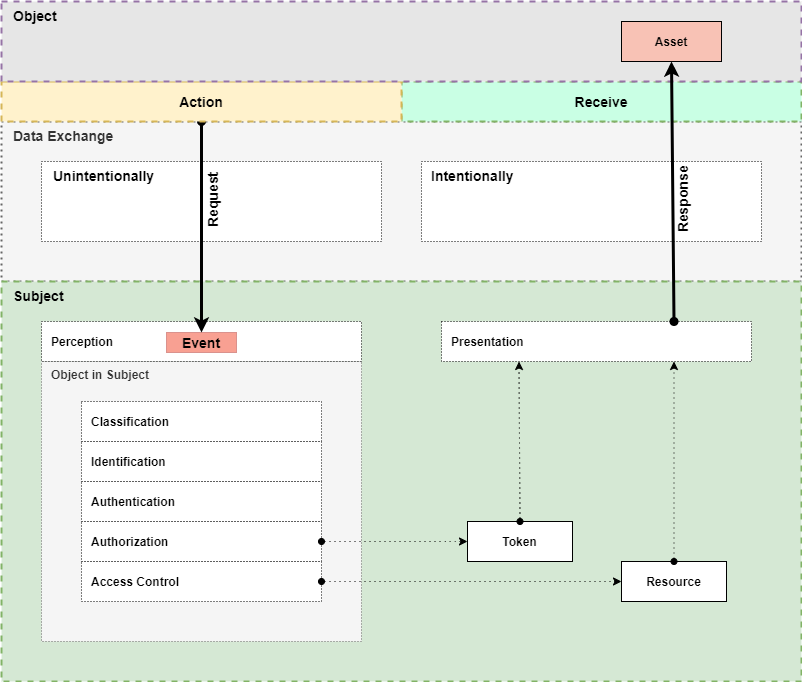 Object
Asset
Action
Receive
Data Exchange
Unintentionally
Intentionally
Request
Response
Subject
Perception
Event
Presentation
Object in Subject
Classification
Identification
Authentication
Authorization
Token
Access Control
Resource